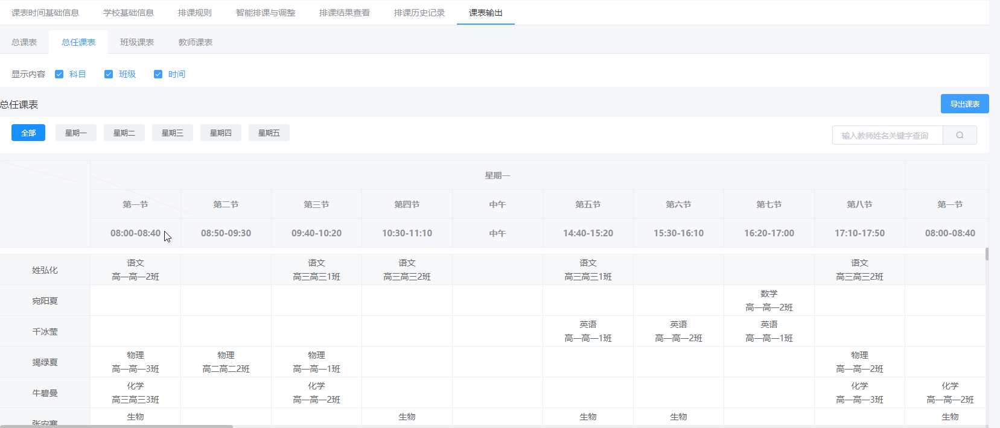 课表时间基础信息 学校基础信息 排课规则 智能排课与调整 排课结果查看 排课历史记录 课表输出
总课表 总任课表 班级课表 教师课表
显示内容 科目 班级 时间
总任课表 导出课表
全部 星期一 星期二 星期三 星期四 星期五 输入教师姓名关键字查询
星期一
第一节 第二节 第三节 第四节 中午 第五节 第六节 第七节 第八节 第一节
08:00-08:40 08:50-09:30 09:40-10:20 10:30-11:10 中午 14:40-15:20 15:30-16:10 16:20-17:00 17:10-17:50 08:00-08:40
姓弘化 语文 语文 语文 语文 语文
高一高一2班 高三高三1班 高三高三2班 高三高三1班 高三高三2班
宛阳夏 数学
高一高一2班
千冰莹 英语 英语 英语
高一高一1班 高一高一2班 高一高一1班
竭绿夏 物理 物理 物理 物理
高一高一3班 高二高二2班 高一高一1班 高一高一2班
牛碧曼 化学 化学 化学 化学
高三高三3班 高一高一2班 高一高一3班 高一高一2班
张安 生物 生物 生物 生物 生物